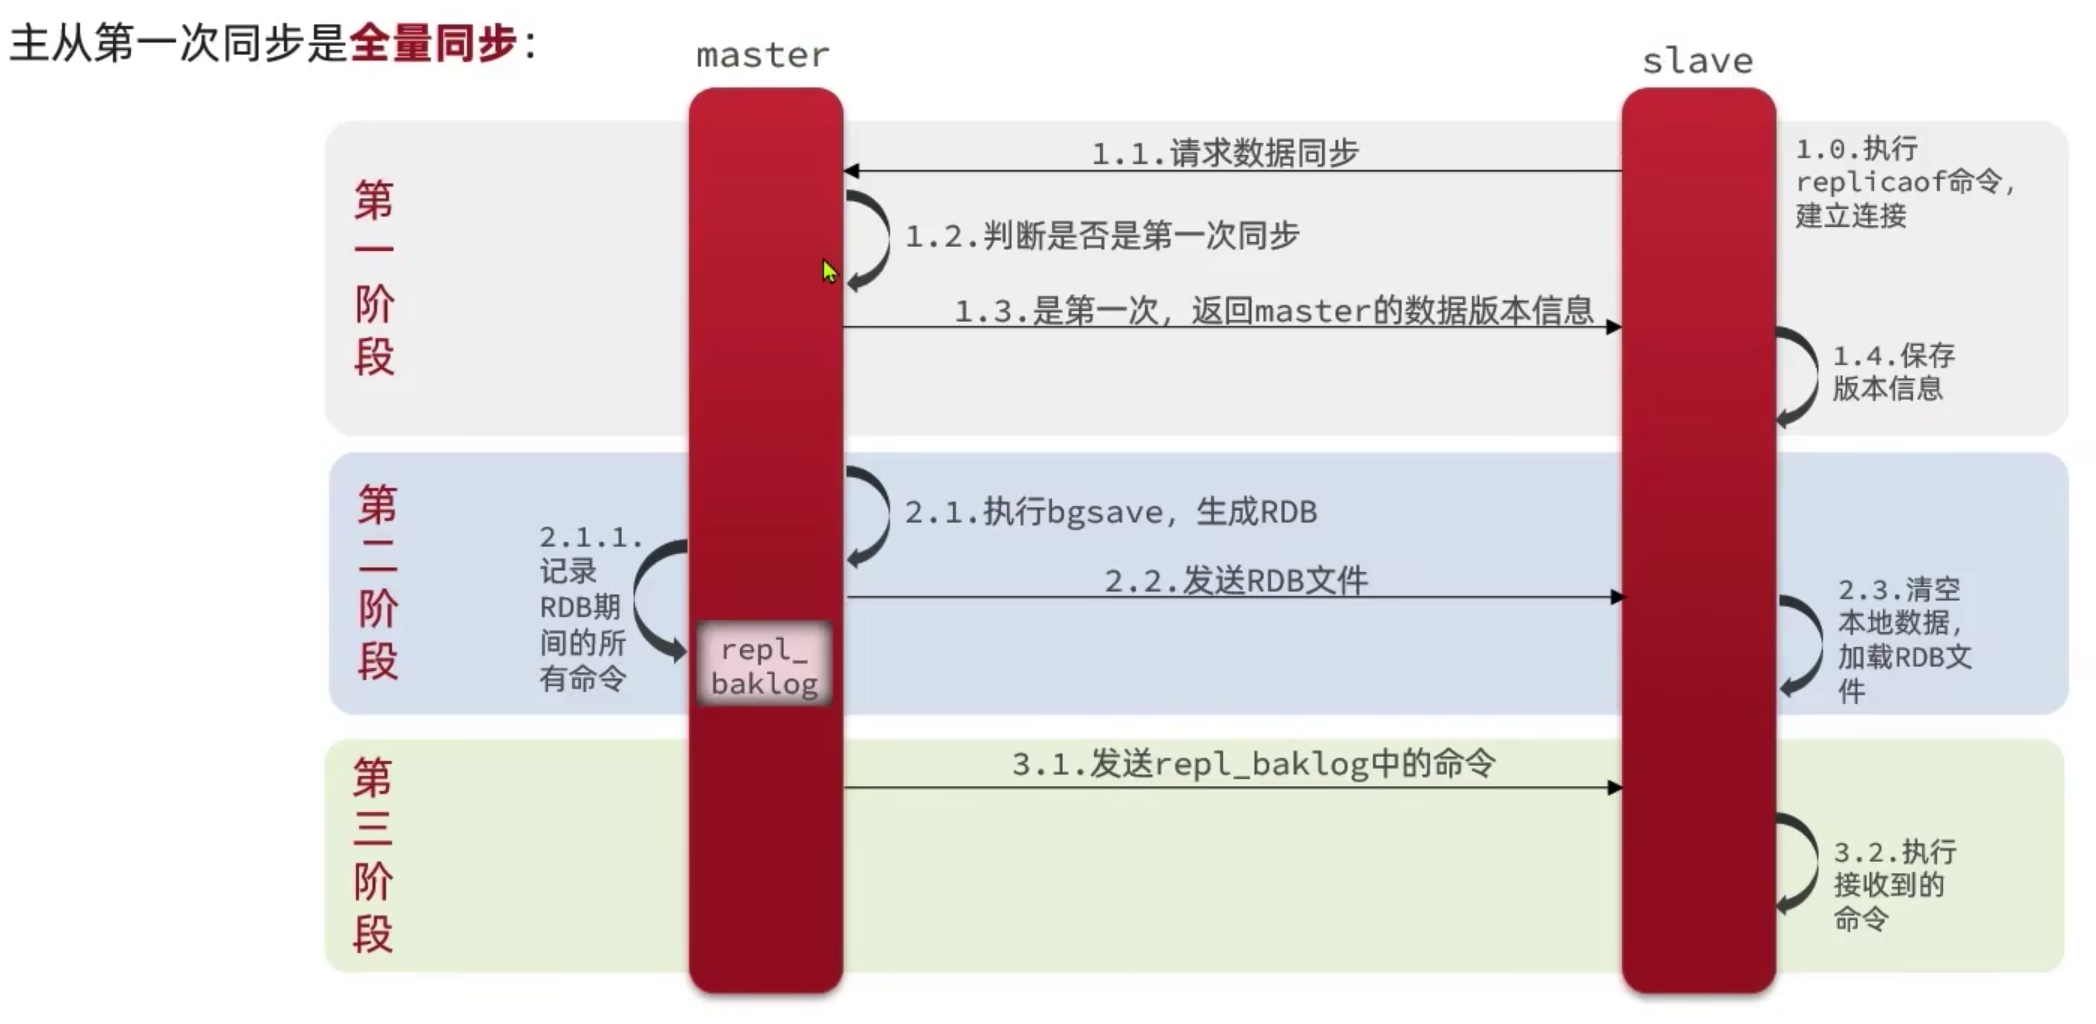 主从第一次同步是全量同步：
master
slave
第一阶段
1.0.执行
replicaof命令，
建立连接
1.1.请求数据同步
1.2.判断是否是第一次同步
1.3.是第一次，返回master的数据版本信息
1.4.保存
版本信息
第二阶段
2.1.执行bgsave，生成RDB
2.1.1.
记录
RDB期
间的所
有命令
repl_
baklog
2.2.发送RDB文件
2.3.清空
本地数据，
加载RDB文
件
第三阶段
3.1.发送repl_baklog中的命令
3.2.执行
接收到的
命令